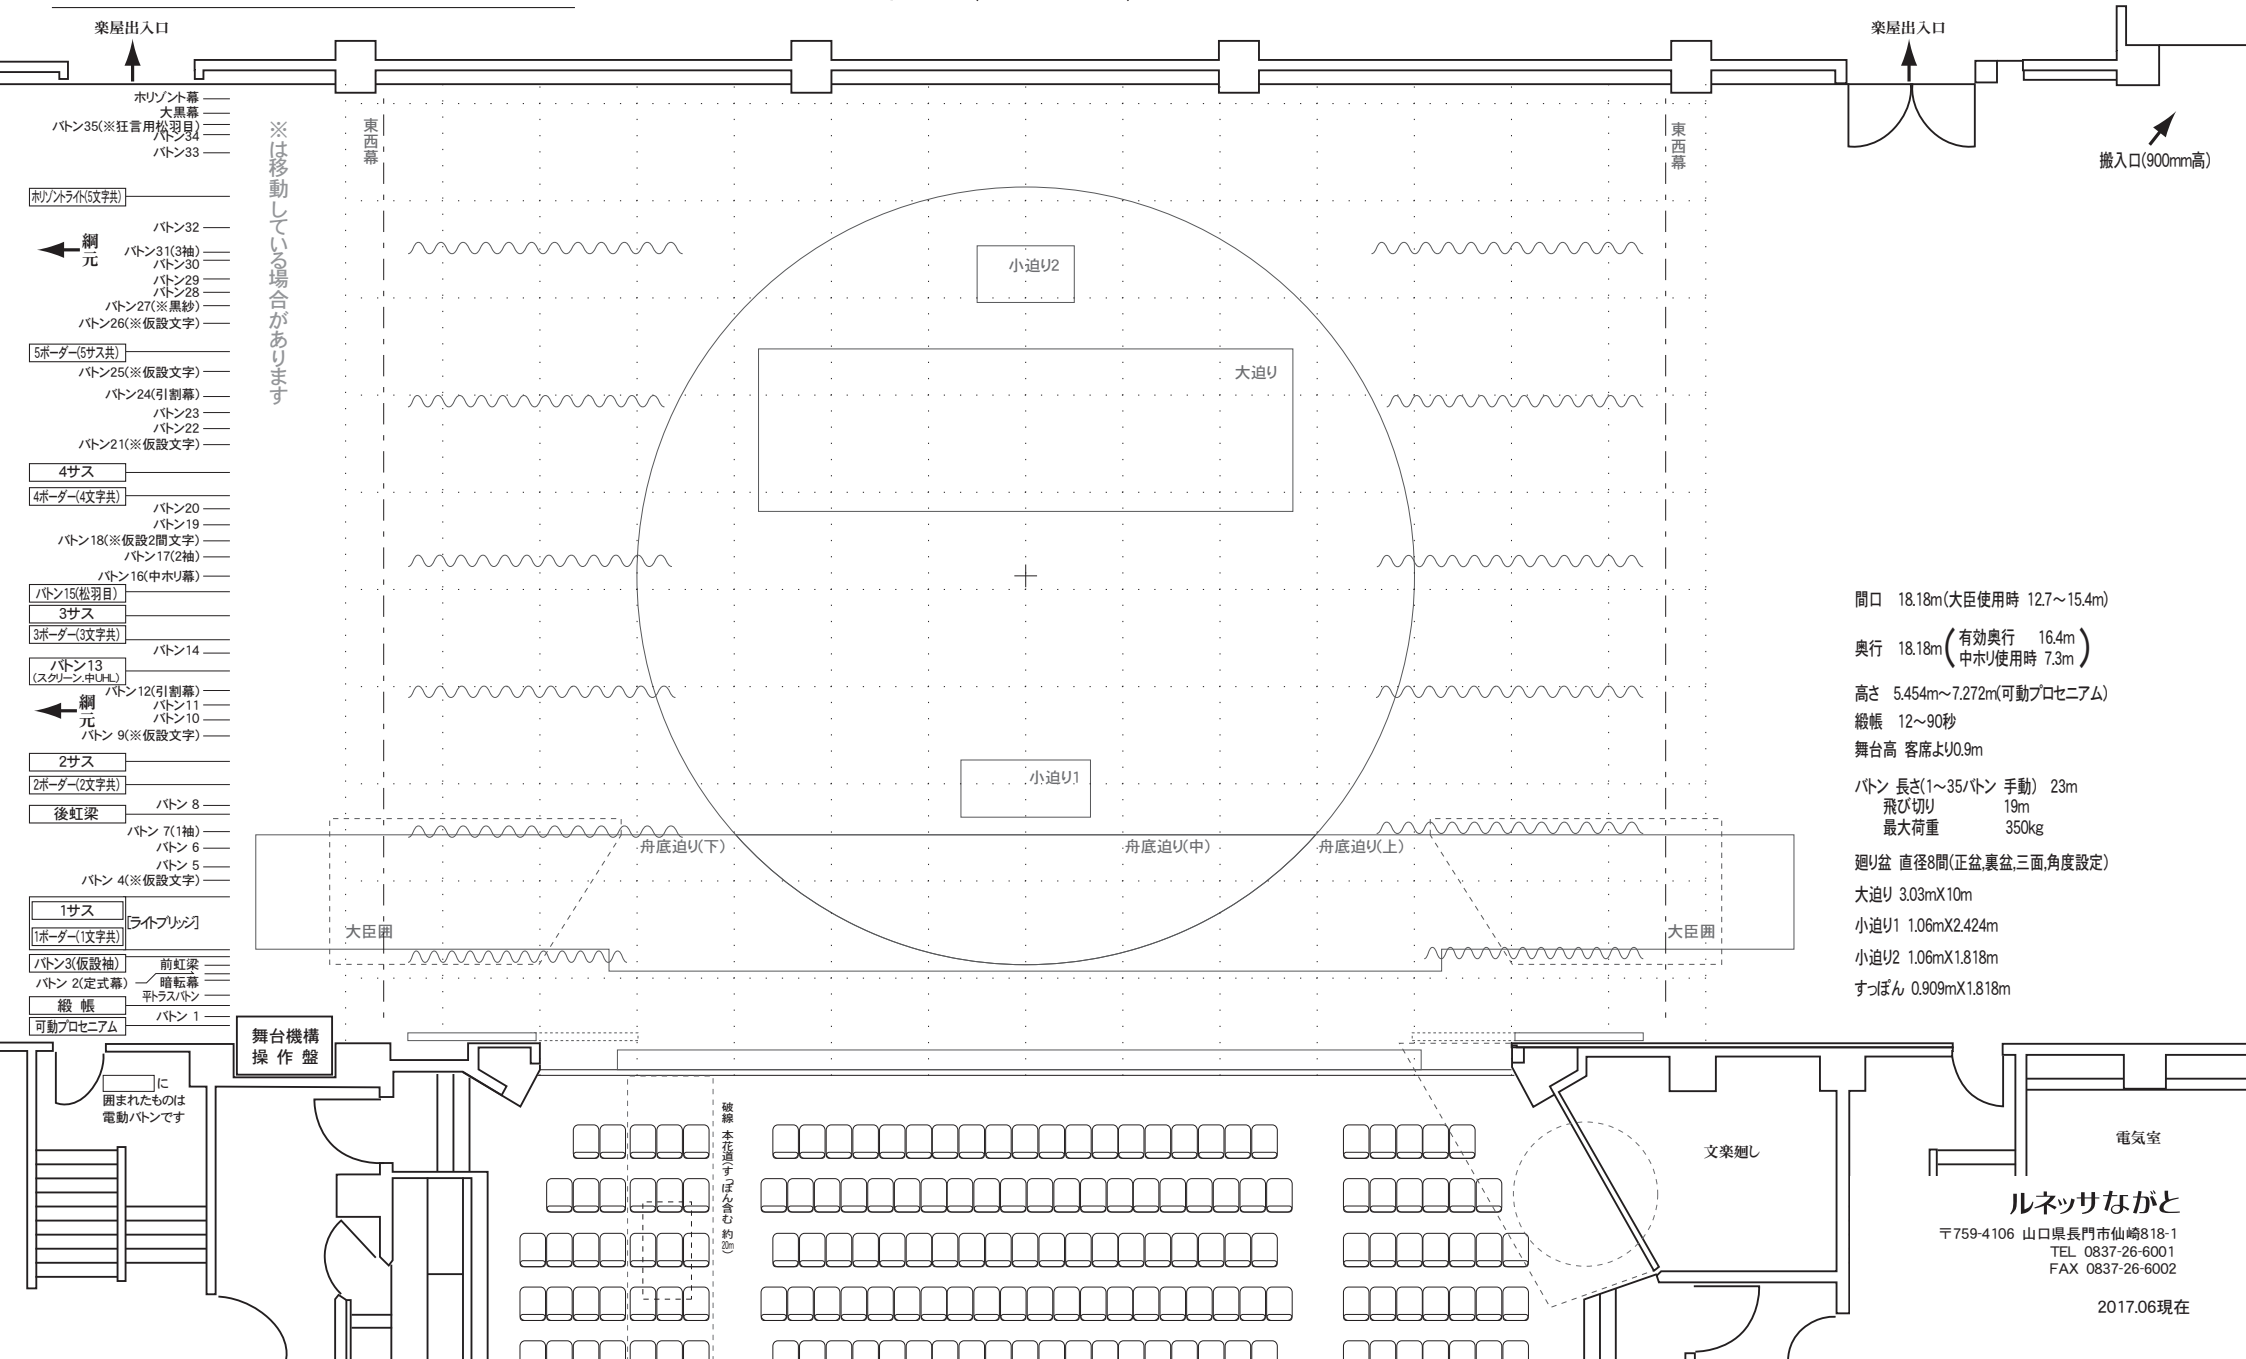 楽屋出入口
楽屋出入口
ホリゾント幕
大黒幕
バトン35(※狂言用松羽目)
バトン34
バトン33
ホリゾントライト(5文字共)
バトン32
綱元
バトン31(3袖)
バトン30
バトン29
バトン28
バトン27(※黒紗)
バトン26(※仮設文字)
5ボーダー(5サス共)
バトン25(※仮設文字)
バトン24(引割幕)
バトン23
バトン22
バトン21(※仮設文字)
4サス
4ボーダー(4文字共)
バトン20
バトン19
バトン18(※仮設2間文字)
バトン17(2袖)
バトン16(中ホリ幕)
バトン15(松羽目)
3サス
3ボーダー(3文字共)
バトン14
バトン13
(スクリーン.中UHL)
バトン12(引割幕)
綱元
バトン11
バトン10
バトン 9(※仮設文字)
2サス
2ボーダー(2文字共)
バトン 8
後虹梁
バトン 7(1袖)
バトン 6
バトン 5
バトン 4(※仮設文字)
1サス
[ライトブリッジ]
1ボーダー(1文字共)
バトン3(仮設袖)
前虹梁
バトン 2(定式幕)
暗転幕
平トラスバトン
緞 帳
バトン 1
可動プロセニアム
※は移動している場合があります
東西幕
東西幕
小迫り2
大迫り
小迫り1
舟底迫り(下)
舟底迫り(中)
舟底迫り(上)
大臣囲
大臣囲
舞台機構
操 作 盤
に
囲まれたものは
電動バトンです
破線 本花道(すっぽん含む 約20m)
搬入口(900mm高)
間口 18.18m(大臣使用時 12.7〜15.4m)
奥行 18.18m(有効奥行 16.4m
中ホリ使用時 7.3m)
高さ 5.454m〜7.272m(可動プロセニアム)
緞帳 12〜90秒
舞台高 客席より0.9m
バトン 長さ(1〜35バトン 手動) 23m
飛び切り 19m
最大荷重 350kg
廻り盆 直径8間(正盆,裏盆,三面,角度設定)
大迫り 3.03mX10m
小迫り1 1.06mX2.424m
小迫り2 1.06mX1.818m
すっぽん 0.909mX1.818m
文楽廻し
電気室
ルネッサながと
〒759-4106 山口県長門市仙崎818-1
TEL 0837-26-6001
FAX 0837-26-6002
2017.06現在